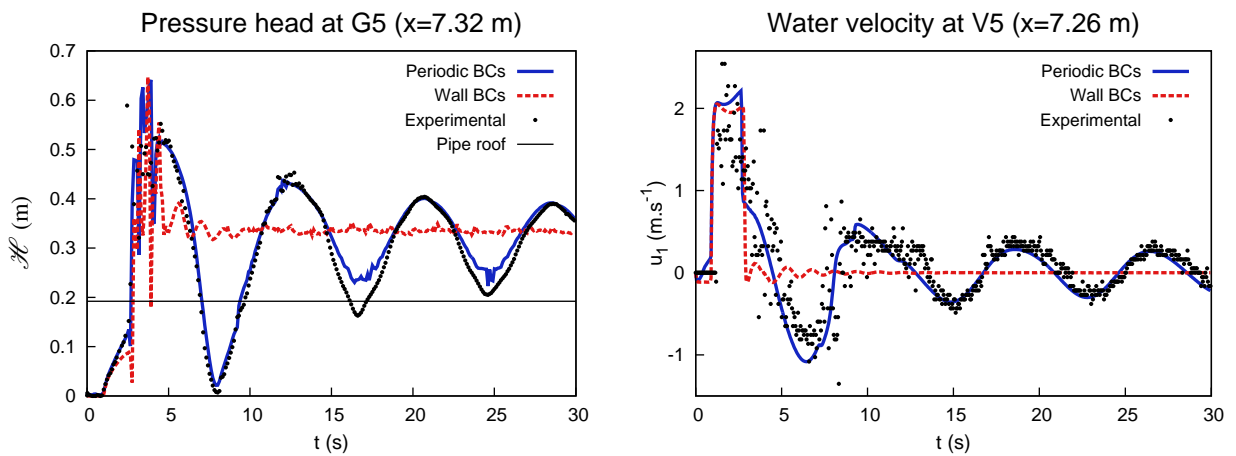 Pressure head at G5 (x=7.32 m)
0.7
0.6
0.5
0.4
0.3
0.2
0.1
0
ℋ (m)
Periodic BCs
Wall BCs
Experimental
Pipe roof
0 5 10 15 20 25 30
t (s)
Water velocity at V5 (x=7.26 m)
2
1
0
-1
u1 (m.s-1)
Periodic BCs
Wall BCs
Experimental
0 5 10 15 20 25 30
t (s)